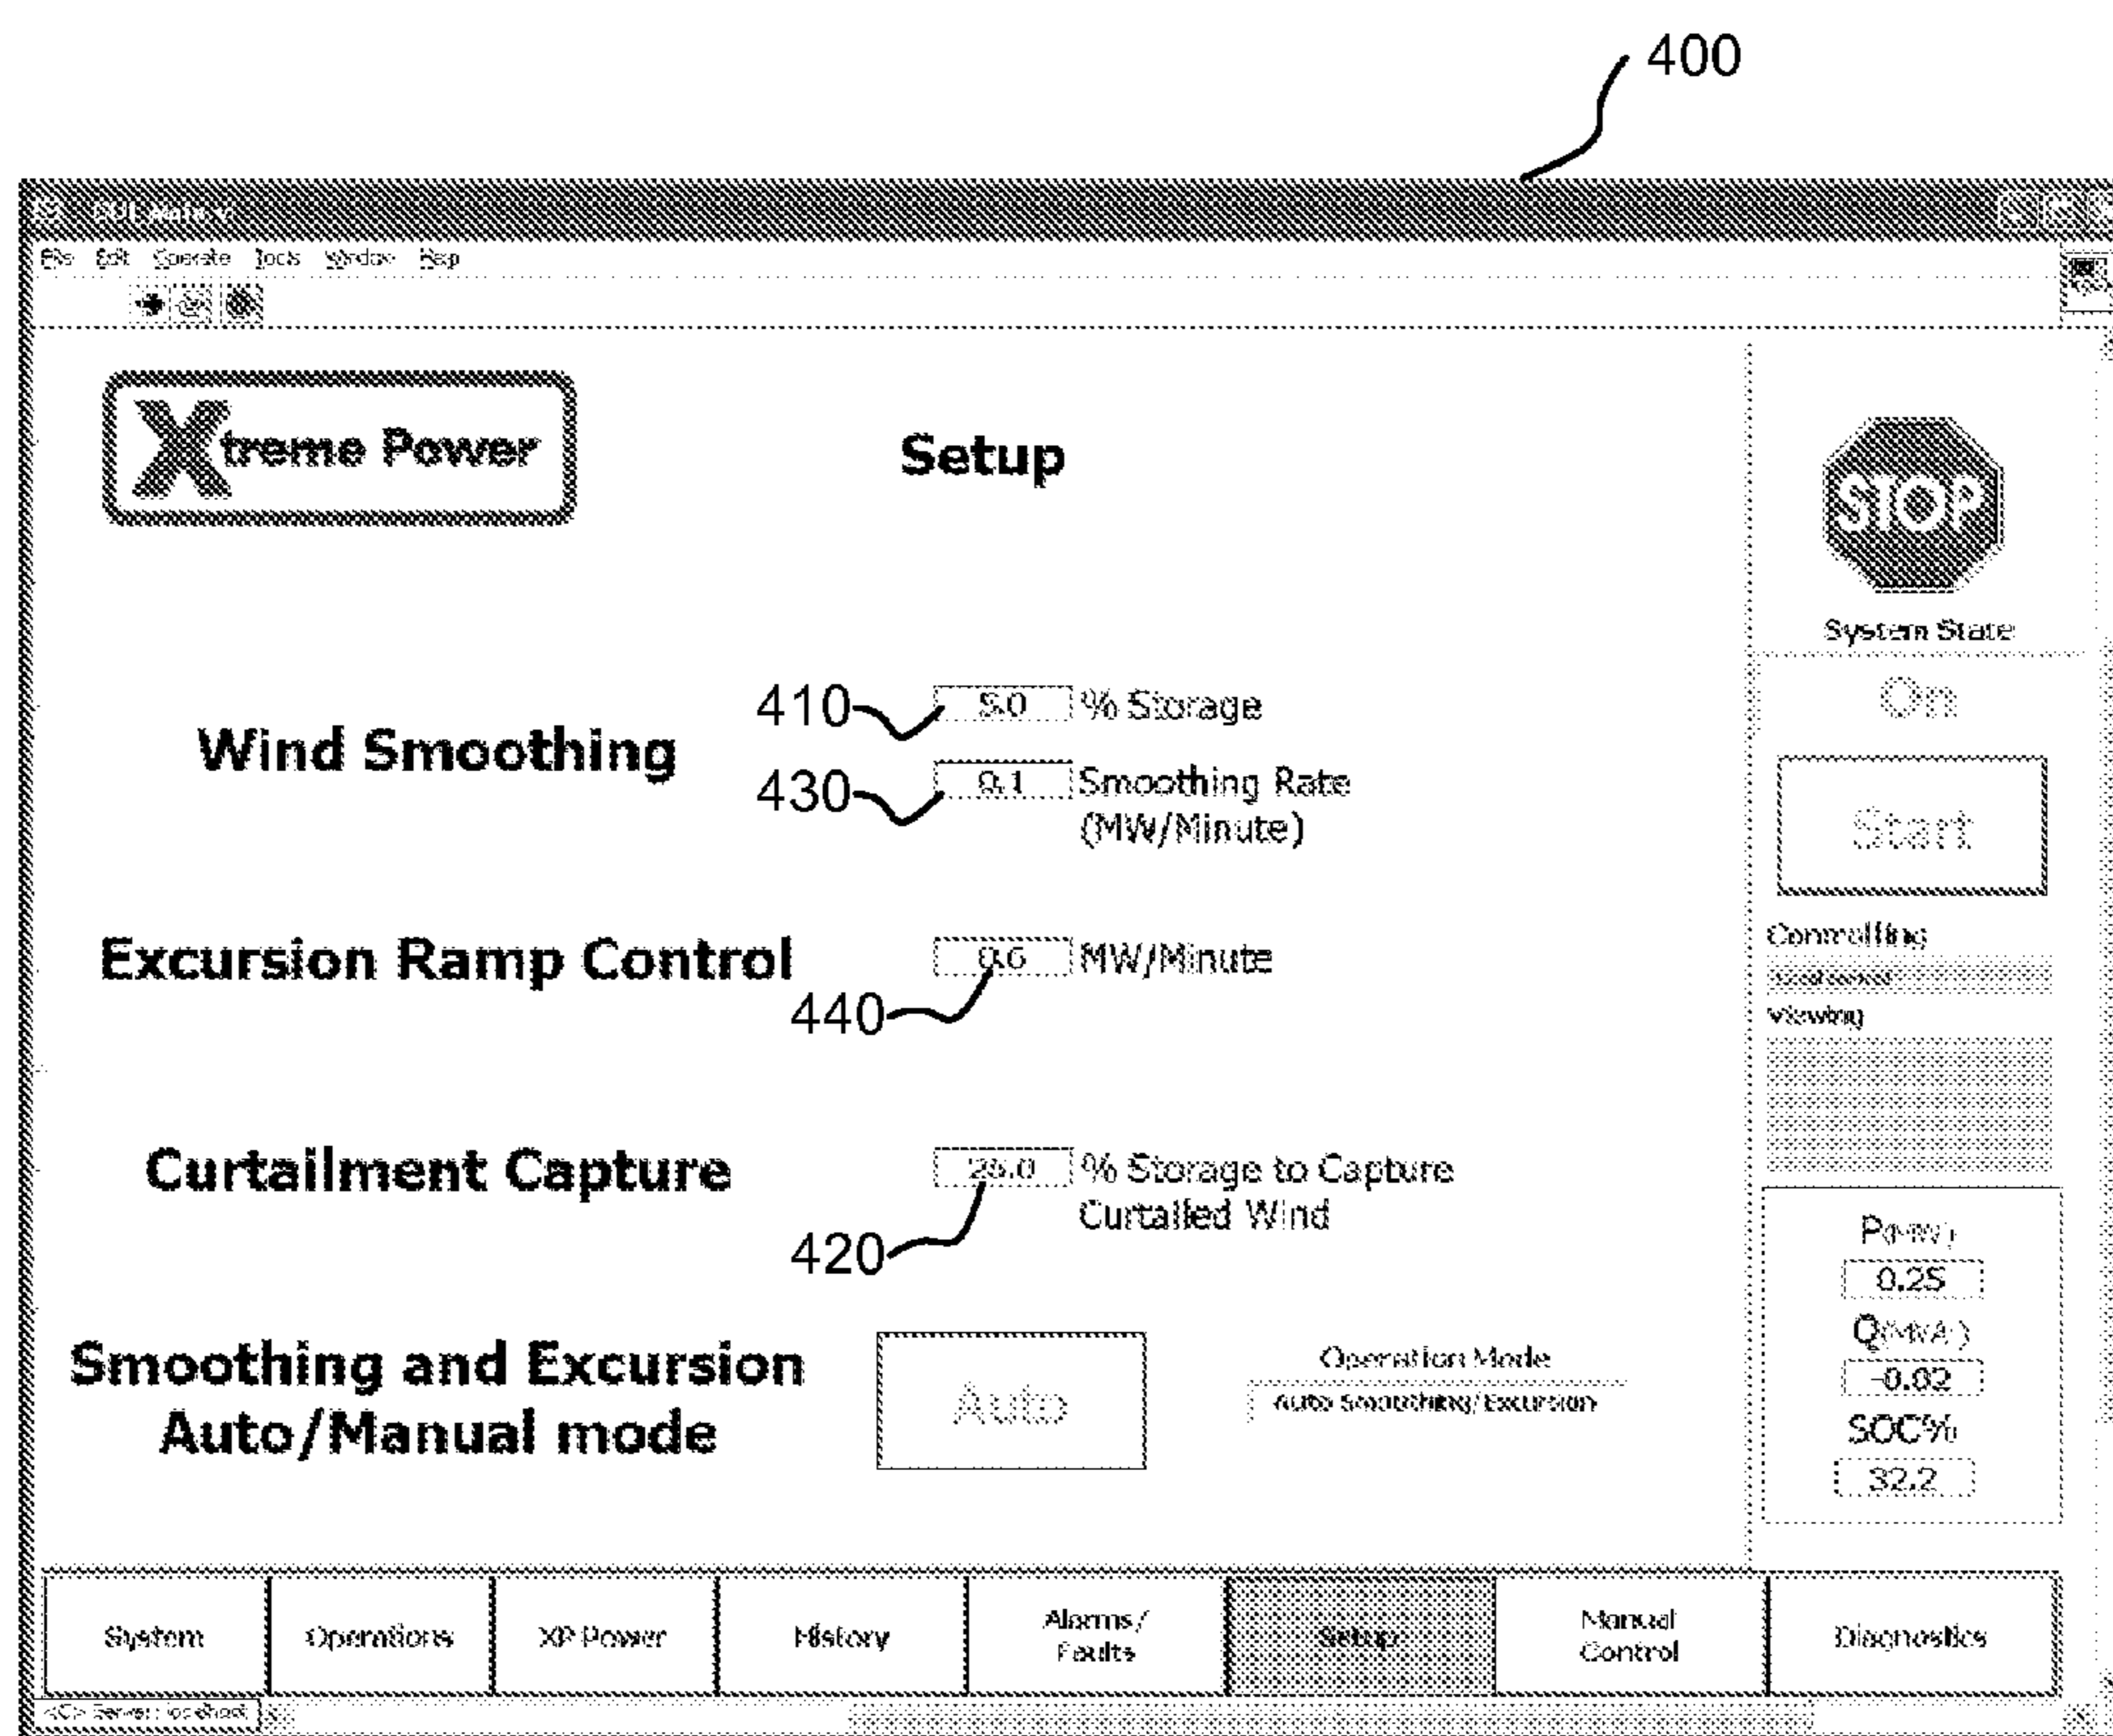 400
File Edit Operate Tools Window Help
Xtreme Power
Setup
STOP
System State
On
Start
Wind Smoothing
410
5.0 % Storage
430
0.1 Smoothing Rate
(MW/Minute)
Excursion Ramp Control
440
0.6 MW/Minute
Controlling
Viewing
Curtailment Capture
420
25.0 % Storage to Capture
Curtailed Wind
P(MW)
0.25
Q(MVAr)
-0.02
SOC%
32.2
Smoothing and Excursion
Auto/Manual mode
Auto
Operation Mode
Auto Smoothing/Excursion
System
Operations
XP Power
History
Alarms/
Faults
Setup
Manual
Control
Diagnostics